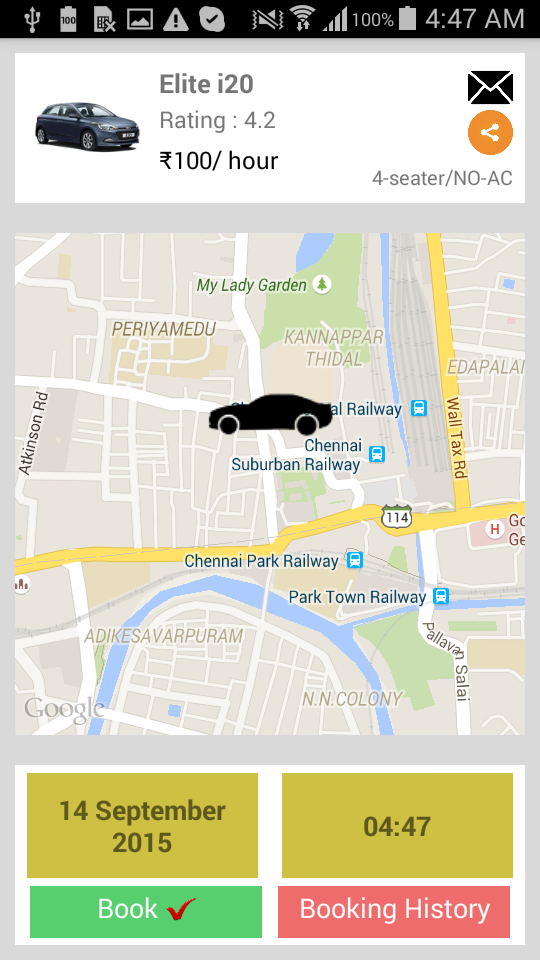 100
100%
4:47 AM
Elite i20
Rating : 4.2
₹100/ hour
4-seater/NO-AC
My Lady Garden
PERIYAMEDU
KANNAPPAR
THIDAL
EDAPALAI
Atkinson Rd
al Railway
Wall Tax Rd
Chennai
Suburban Railway
114
H
Go
Ge
Chennai Park Railway
Park Town Railway
ADIKESAVARPURAM
Pallavan Salai
N.N.COLONY
Google
14 September
2015
04:47
Book
Booking History